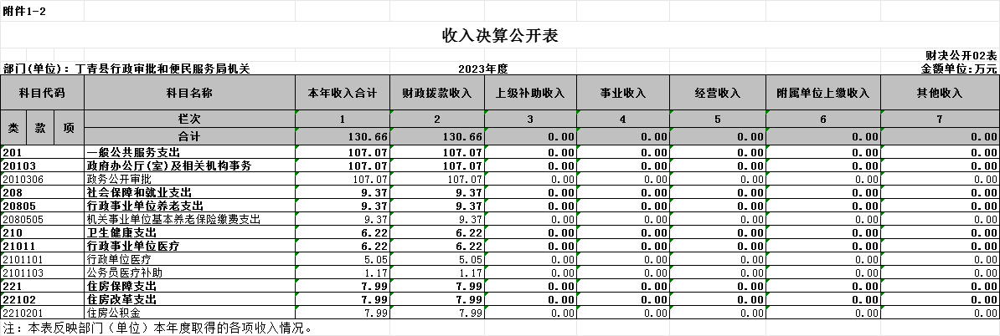 附件1-2
收入决算公开表
财决公开02表
部门(单位)：丁青县行政审批和便民服务局机关 2023年度 金额单位:万元
科目代码 科目名称 本年收入合计 财政拨款收入 上级补助收入 事业收入 经营收入 附属单位上缴收入 其他收入
类 款 项 栏次 1 2 3 4 5 6 7
合计 130.66 130.66 0.00 0.00 0.00 0.00 0.00
201 一般公共服务支出 107.07 107.07 0.00 0.00 0.00 0.00 0.00
20103 政府办公厅(室)及相关机构事务 107.07 107.07 0.00 0.00 0.00 0.00 0.00
2010306 政务公开审批 107.07 107.07 0.00 0.00 0.00 0.00 0.00
208 社会保障和就业支出 9.37 9.37 0.00 0.00 0.00 0.00 0.00
20805 行政事业单位养老支出 9.37 9.37 0.00 0.00 0.00 0.00 0.00
2080505 机关事业单位基本养老保险缴费支出 9.37 9.37 0.00 0.00 0.00 0.00 0.00
210 卫生健康支出 6.22 6.22 0.00 0.00 0.00 0.00 0.00
21011 行政事业单位医疗 6.22 6.22 0.00 0.00 0.00 0.00 0.00
2101101 行政单位医疗 5.05 5.05 0.00 0.00 0.00 0.00 0.00
2101103 公务员医疗补助 1.17 1.17 0.00 0.00 0.00 0.00 0.00
221 住房保障支出 7.99 7.99 0.00 0.00 0.00 0.00 0.00
22102 住房改革支出 7.99 7.99 0.00 0.00 0.00 0.00 0.00
2210201 住房公积金 7.99 7.99 0.00 0.00 0.00 0.00 0.00
注：本表反映部门（单位）本年度取得的各项收入情况。